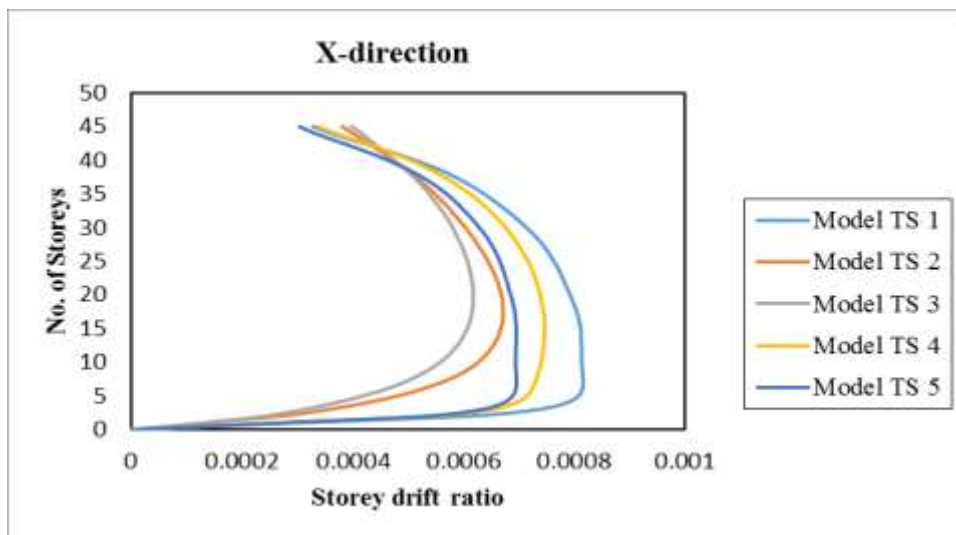 X-direction
50
45
40
35
30
25
20
15
10
5
0
No. of Storeys
0 0.0002 0.0004 0.0006 0.0008 0.001
Storey drift ratio
Model TS 1
Model TS 2
Model TS 3
Model TS 4
Model TS 5